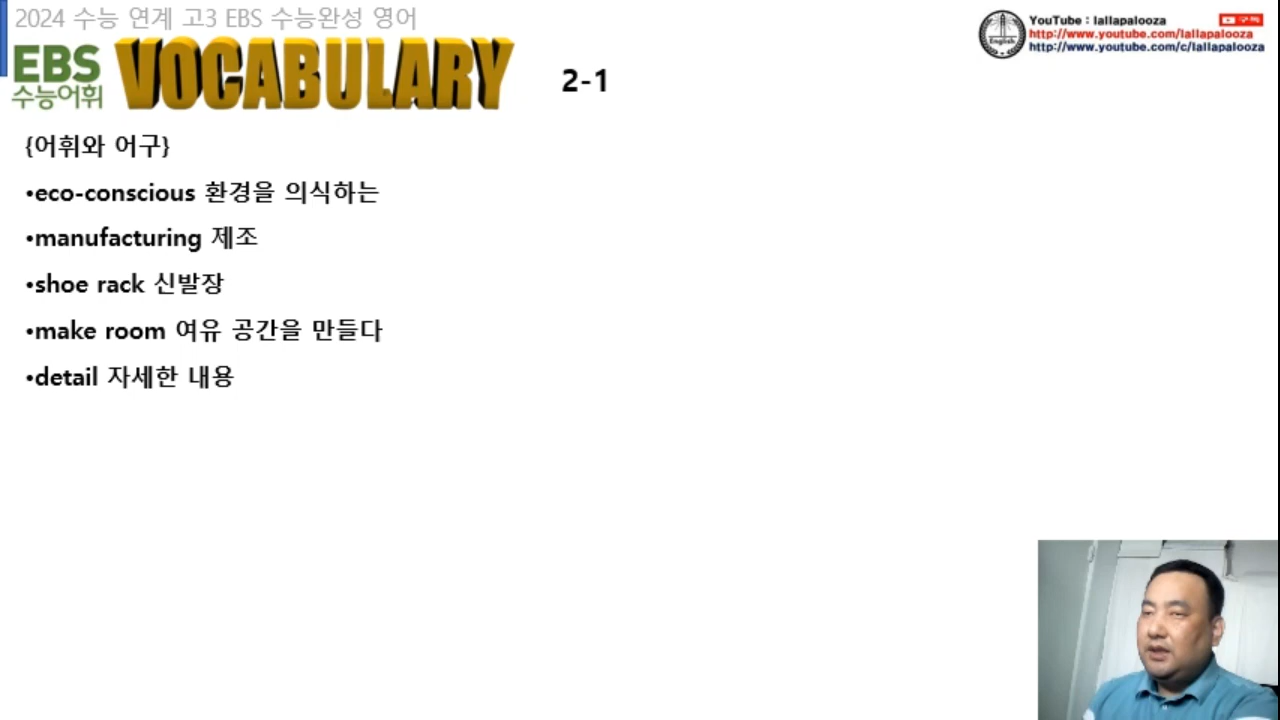 2024 수능 연계 고3 EBS 수능완성 영어
EBS
수능어휘
VOCABULARY
2-1
YouTube : lallapalooza
구독
http://www.youtube.com/lallapalooza
http://www.youtube.com/c/lallapalooza
English
{어휘와 어구}
•eco-conscious 환경을 의식하는
•manufacturing 제조
•shoe rack 신발장
•make room 여유 공간을 만들다
•detail 자세한 내용